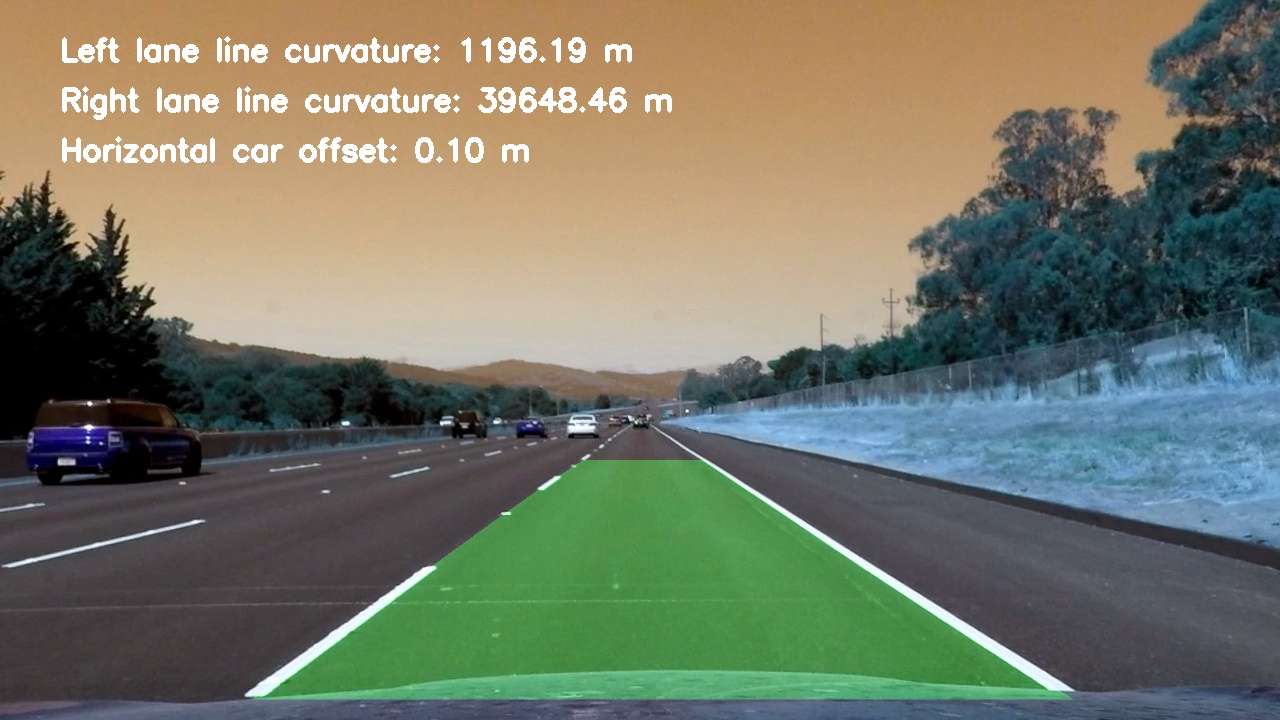 Left lane line curvature: 1196.19 m
Right lane line curvature: 39648.46 m
Horizontal car offset: 0.10 m